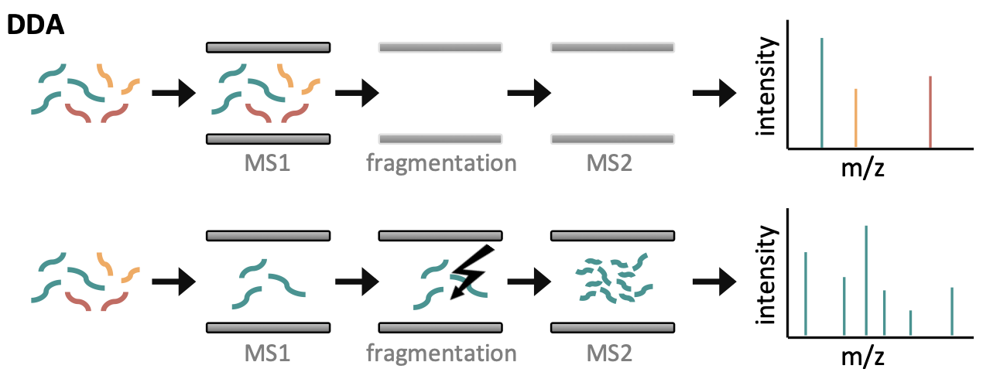 DDA
MS1
fragmentation
MS2
intensity
m/z
MS1
fragmentation
MS2
intensity
m/z